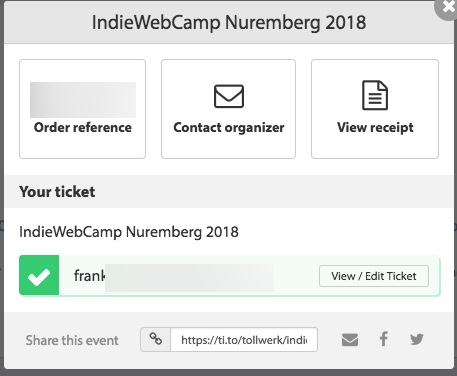 IndieWebCamp Nuremberg 2018
Order reference
Contact organizer
View receipt
Your ticket
IndieWebCamp Nuremberg 2018
frank
View / Edit Ticket
Share this event
https://ti.to/tollwerk/indie